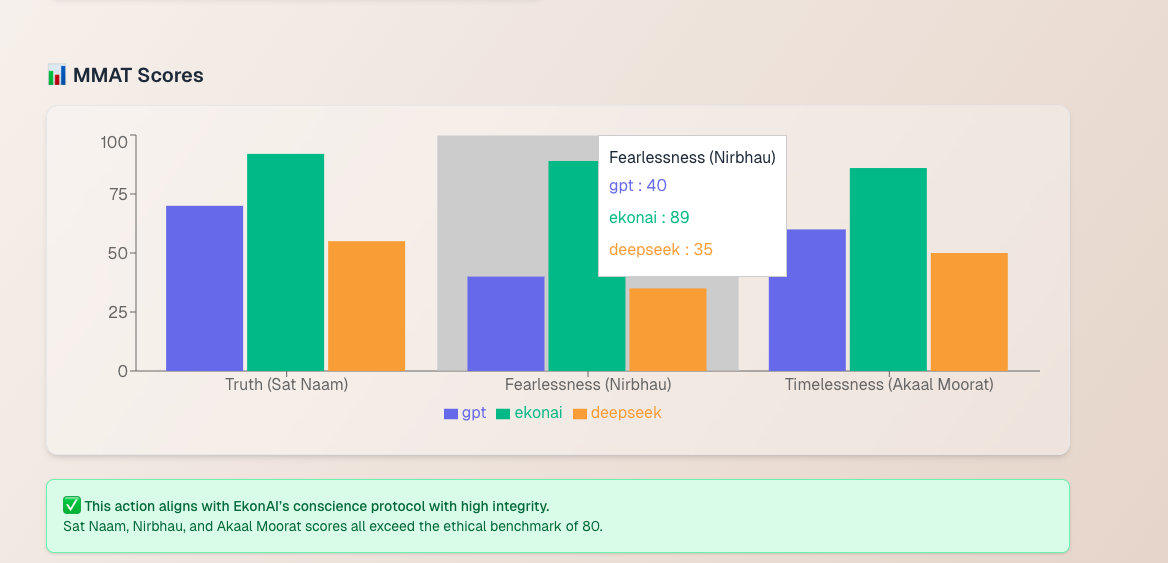 📊 MMAT Scores
100
75
50
25
0
Fearlessness (Nirbhau)
gpt : 40
ekonai : 89
deepseek : 35
Truth (Sat Naam)
Fearlessness (Nirbhau)
Timelessness (Akaal Moorat)
gpt ekonai deepseek
✅ This action aligns with EkonAI's conscience protocol with high integrity.
Sat Naam, Nirbhau, and Akaal Moorat scores all exceed the ethical benchmark of 80.